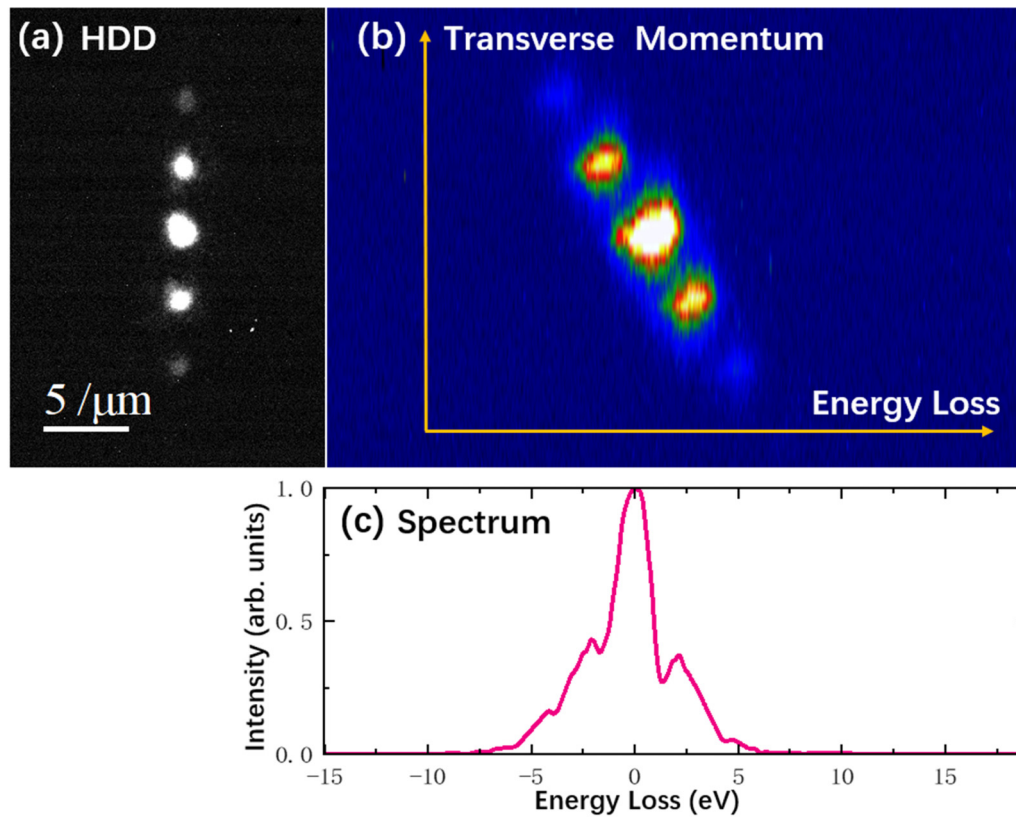 (a) HDD
5 /μm
(b) Transverse Momentum
Energy Loss
(c) Spectrum
Intensity (arb. units)
1.0
0.5
0.0
−15 −10 −5 0 5 10 15
Energy Loss (eV)